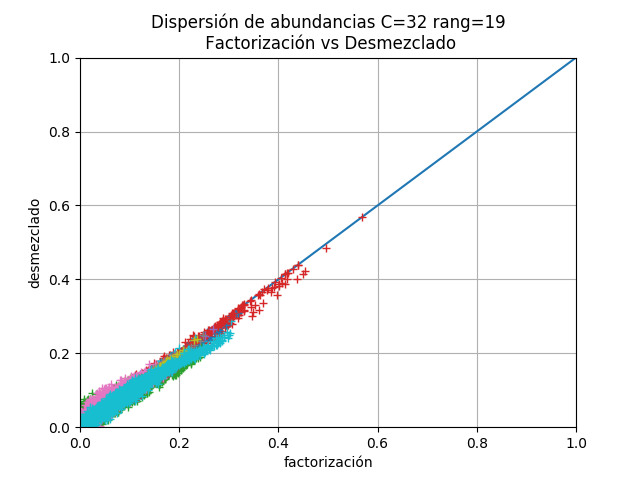 Dispersión de abundancias C=32 rang=19
Factorización vs Desmezclado
1.0
0.8
0.6
0.4
0.2
0.0
desmezclado
0.0 0.2 0.4 0.6 0.8 1.0
factorización